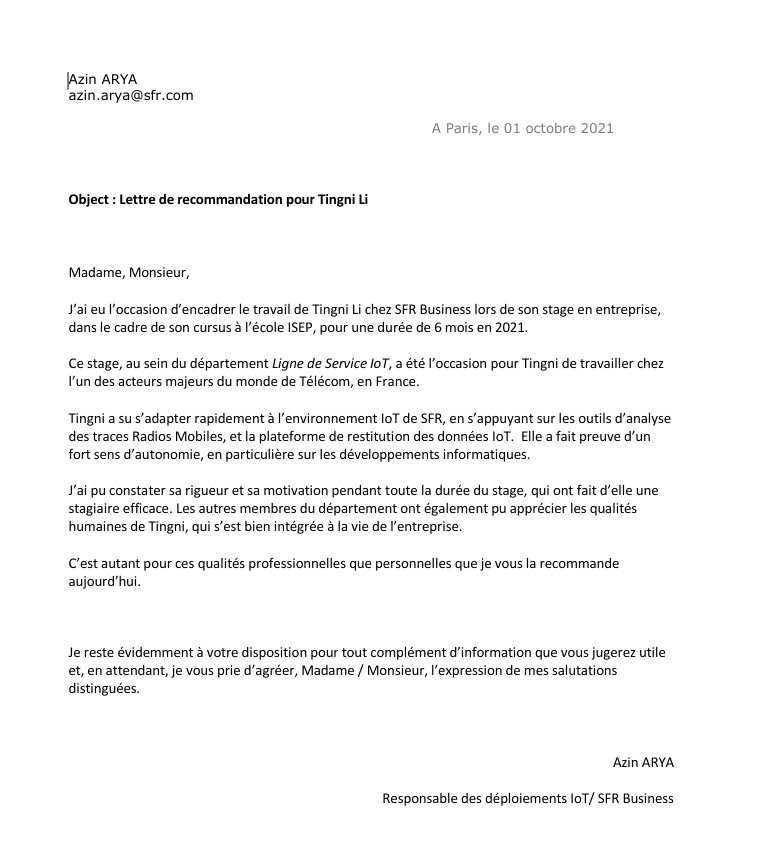 Azin ARYA
azin.arya@sfr.com
A Paris, le 01 octobre 2021
Object : Lettre de recommandation pour Tingni Li
Madame, Monsieur,
J’ai eu l’occasion d’encadrer le travail de Tingni Li chez SFR Business lors de son stage en entreprise,
dans le cadre de son cursus à l’école ISEP, pour une durée de 6 mois en 2021.
Ce stage, au sein du département Ligne de Service IoT, a été l’occasion pour Tingni de travailler chez
l’un des acteurs majeurs du monde de Télécom, en France.
Tingni a su s’adapter rapidement à l’environnement IoT de SFR, en s’appuyant sur les outils d’analyse
des traces Radios Mobiles, et la plateforme de restitution des données IoT.  Elle a fait preuve d’un
fort sens d’autonomie, en particulière sur les développements informatiques.
J’ai pu constater sa rigueur et sa motivation pendant toute la durée du stage, qui ont fait d’elle une
stagiaire efficace. Les autres membres du département ont également pu apprécier les qualités
humaines de Tingni, qui s’est bien intégrée à la vie de l’entreprise.
C’est autant pour ces qualités professionnelles que personnelles que je vous la recommande
aujourd’hui.
Je reste évidemment à votre disposition pour tout complément d’information que vous jugerez utile
et, en attendant, je vous prie d’agréer, Madame / Monsieur, l’expression de mes salutations
distinguées.
Azin ARYA
Responsable des déploiements IoT/ SFR Business